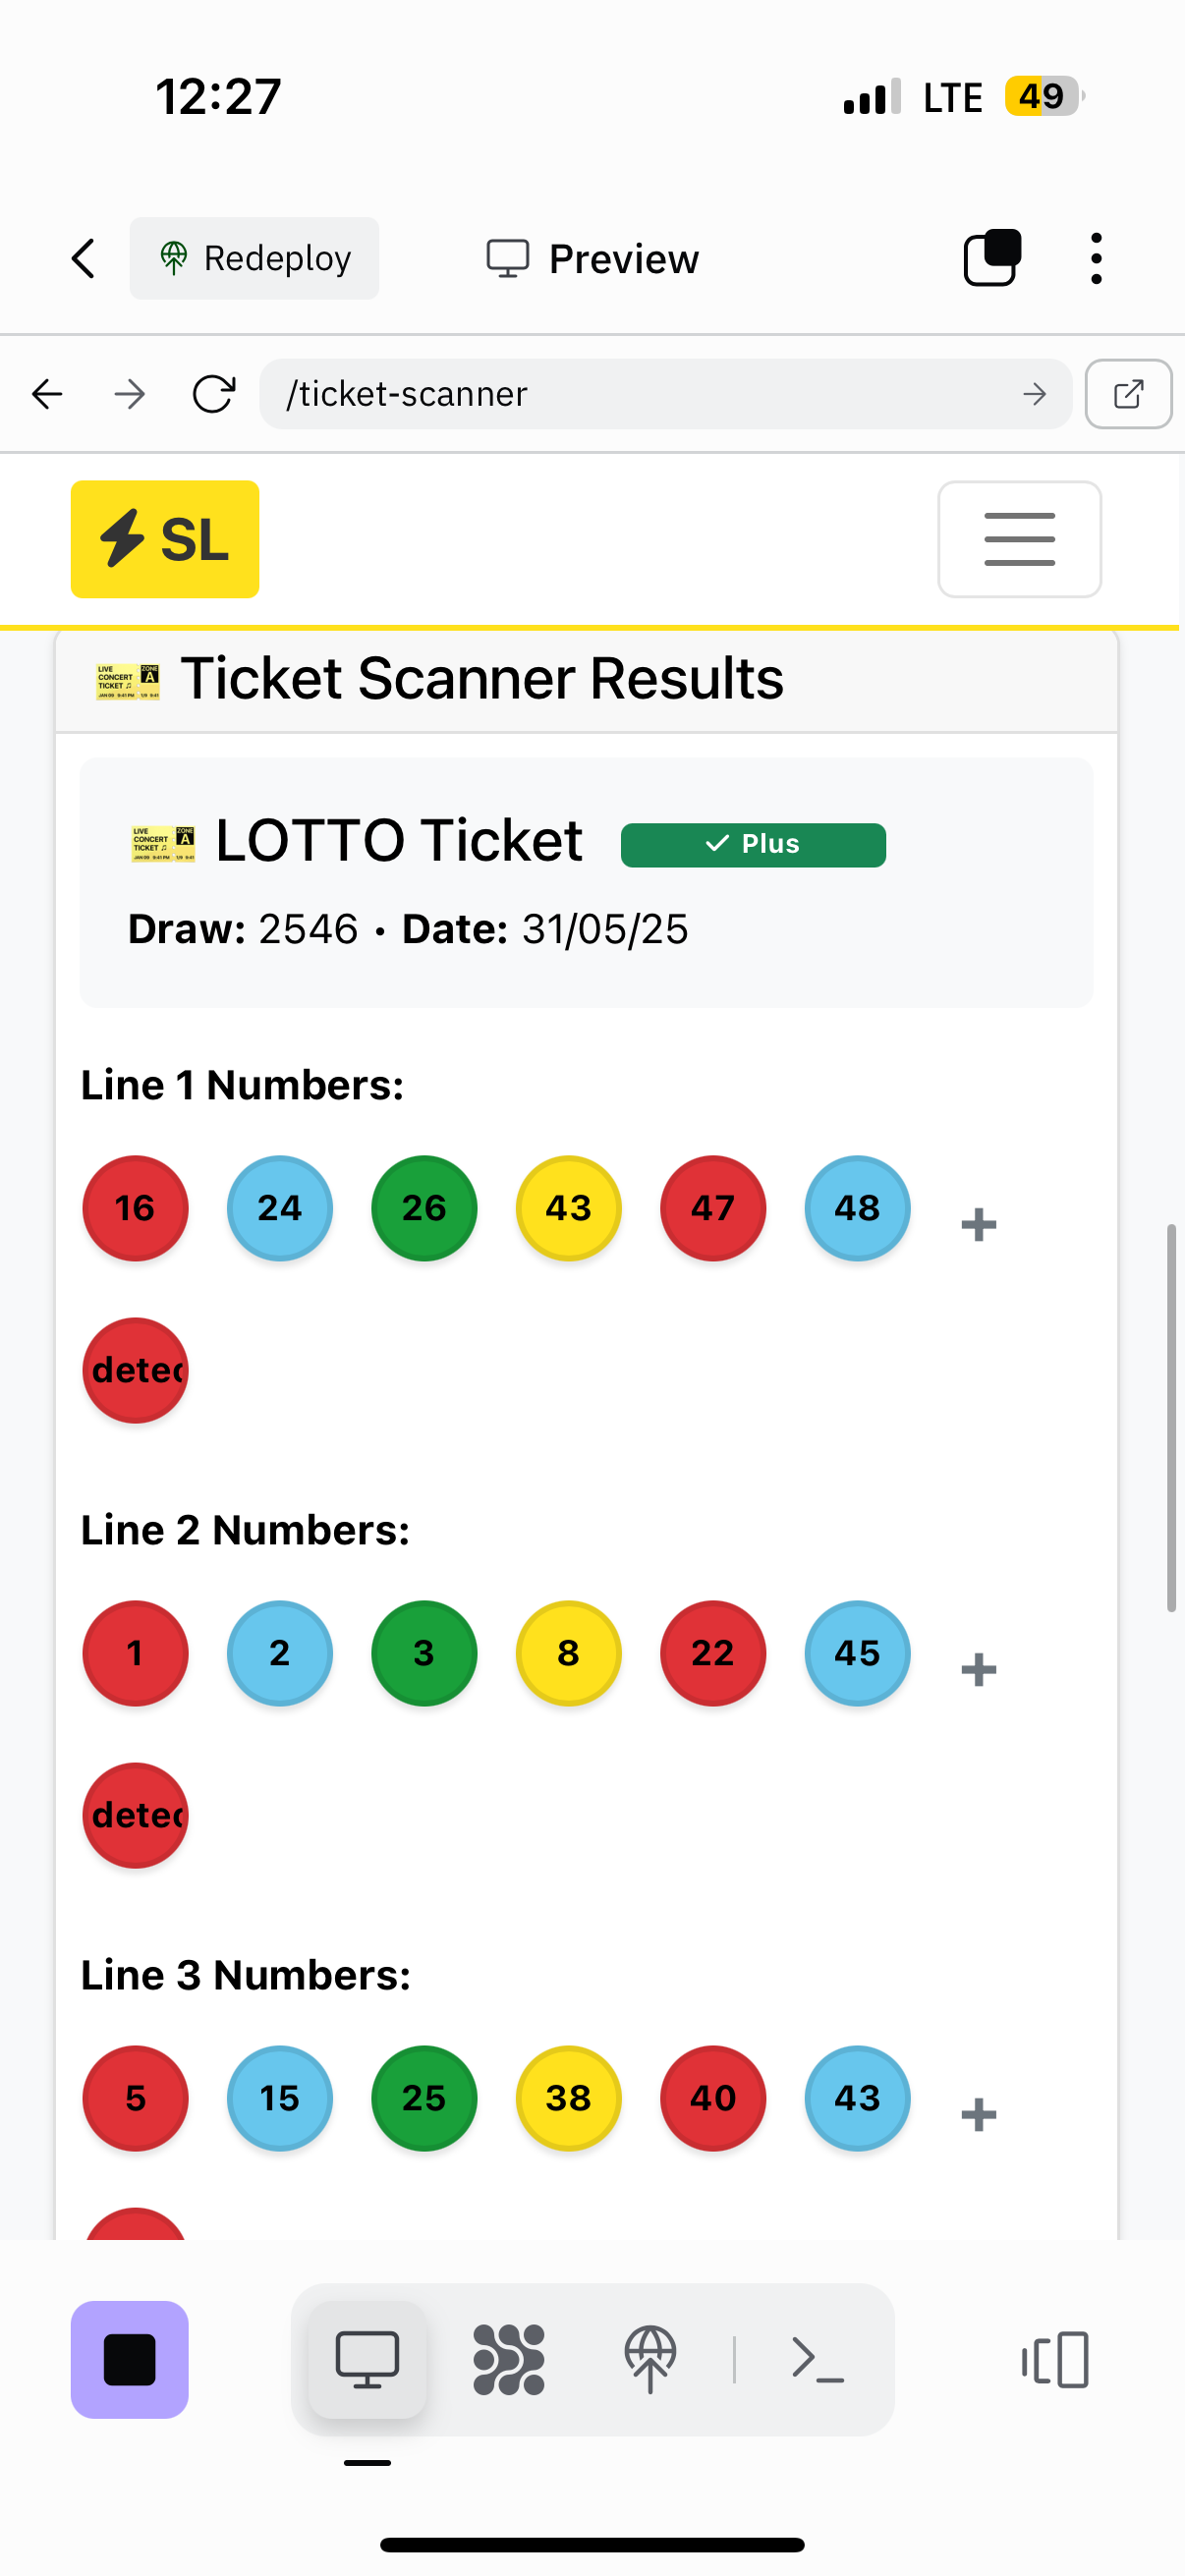 12:27 LTE 49
Redeploy Preview
/ticket-scanner
SL
🎫 Ticket Scanner Results
🎫 LOTTO Ticket ✓ Plus
Draw: 2546 • Date: 31/05/25
Line 1 Numbers:
16 24 26 43 47 48 +
detec
Line 2 Numbers:
1 2 3 8 22 45 +
detec
Line 3 Numbers:
5 15 25 38 40 43 +